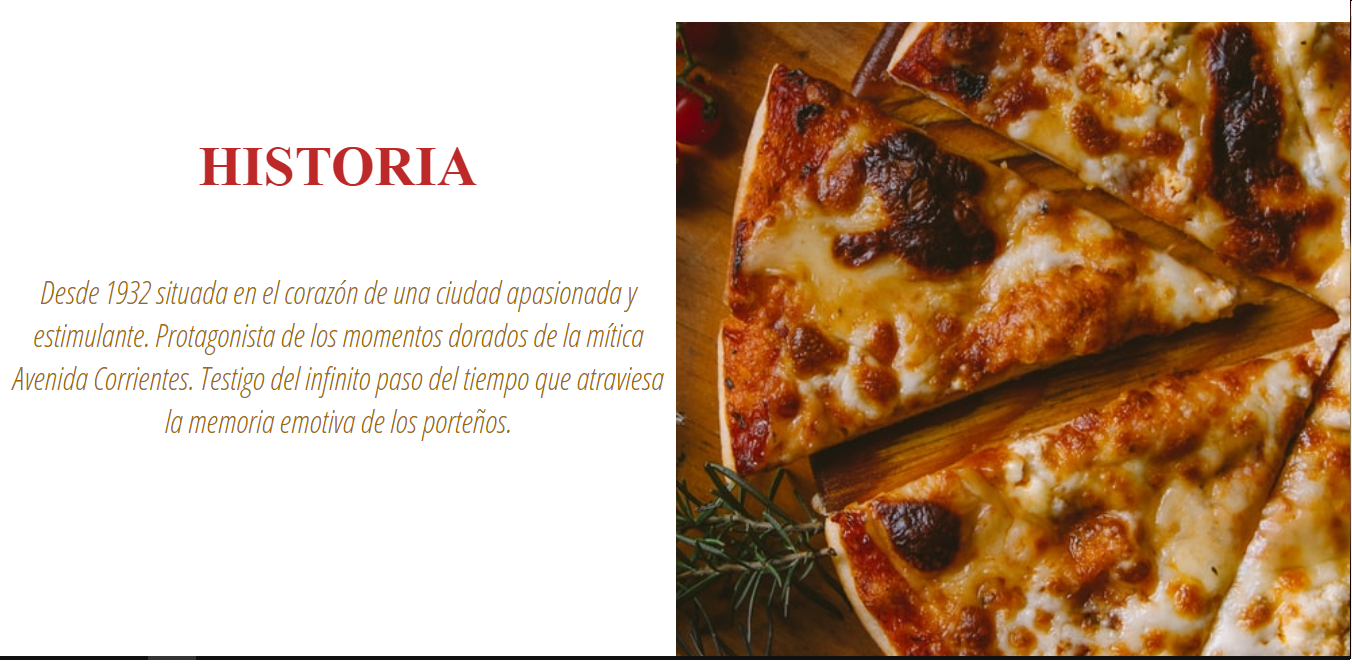 HISTORIA
Desde 1932 situada en el corazón de una ciudad apasionada y
estimulante. Protagonista de los momentos dorados de la mítica
Avenida Corrientes. Testigo del infinito paso del tiempo que atraviesa
la memoria emotiva de los porteños.